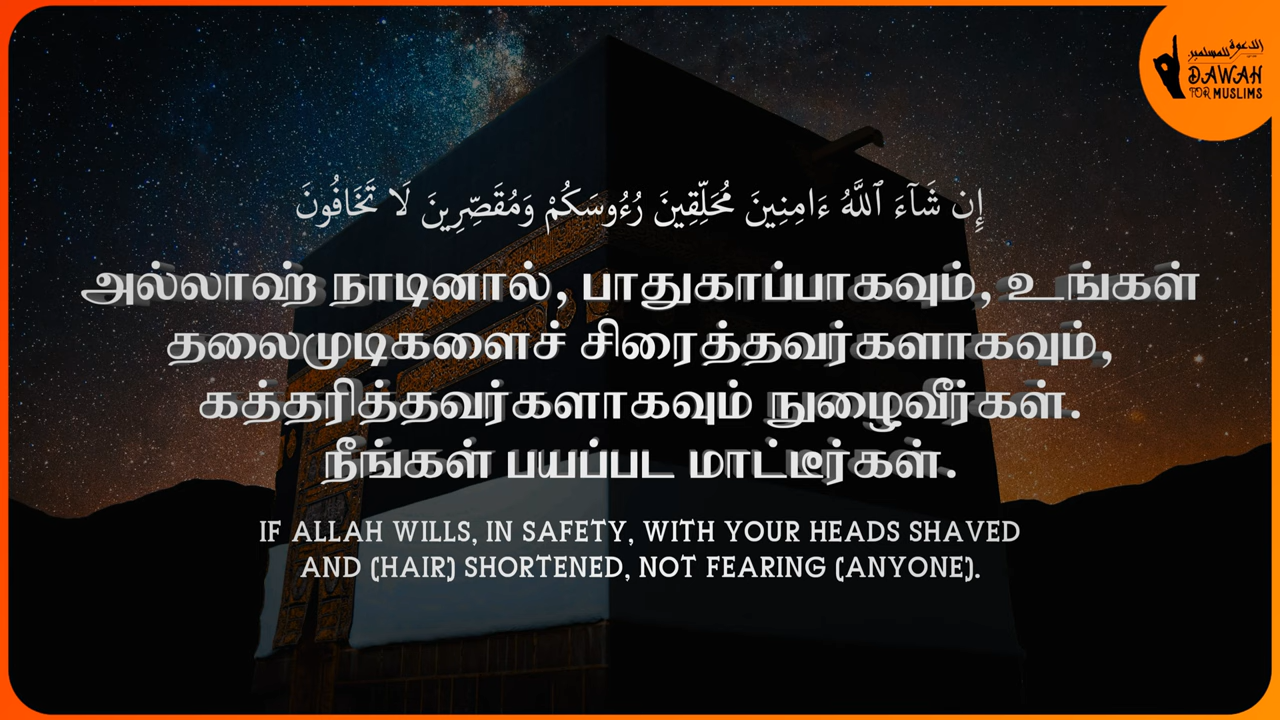 الدعوة للمسلمين
DAWAH
FOR MUSLIMS
إِن شَآءَ ٱللَّهُ ءَامِنِينَ مُحَلِّقِينَ رُءُوسَكُمْ وَمُقَصِّرِينَ لَا تَخَافُونَ
அல்லாஹ் நாடினால், பாதுகாப்பாகவும், உங்கள்
தலைமுடிகளைச் சிரைத்தவர்களாகவும்,
கத்தரித்தவர்களாகவும் நுழைவீர்கள்.
நீங்கள் பயப்பட மாட்டீர்கள்.
IF ALLAH WILLS, IN SAFETY, WITH YOUR HEADS SHAVED
AND (HAIR) SHORTENED, NOT FEARING (ANYONE).